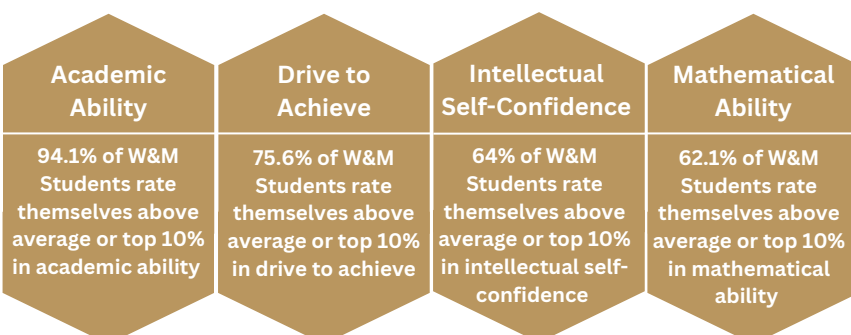 Academic
Ability
94.1% of W&M
Students rate
themselves above
average or top 10%
in academic ability
Drive to
Achieve
75.6% of W&M
Students rate
themselves above
average or top 10%
in drive to achieve
Intellectual
Self-Confidence
64% of W&M
Students rate
themselves above
average or top 10%
in intellectual self-
confidence
Mathematical
Ability
62.1% of W&M
Students rate
themselves above
average or top 10%
in mathematical
ability